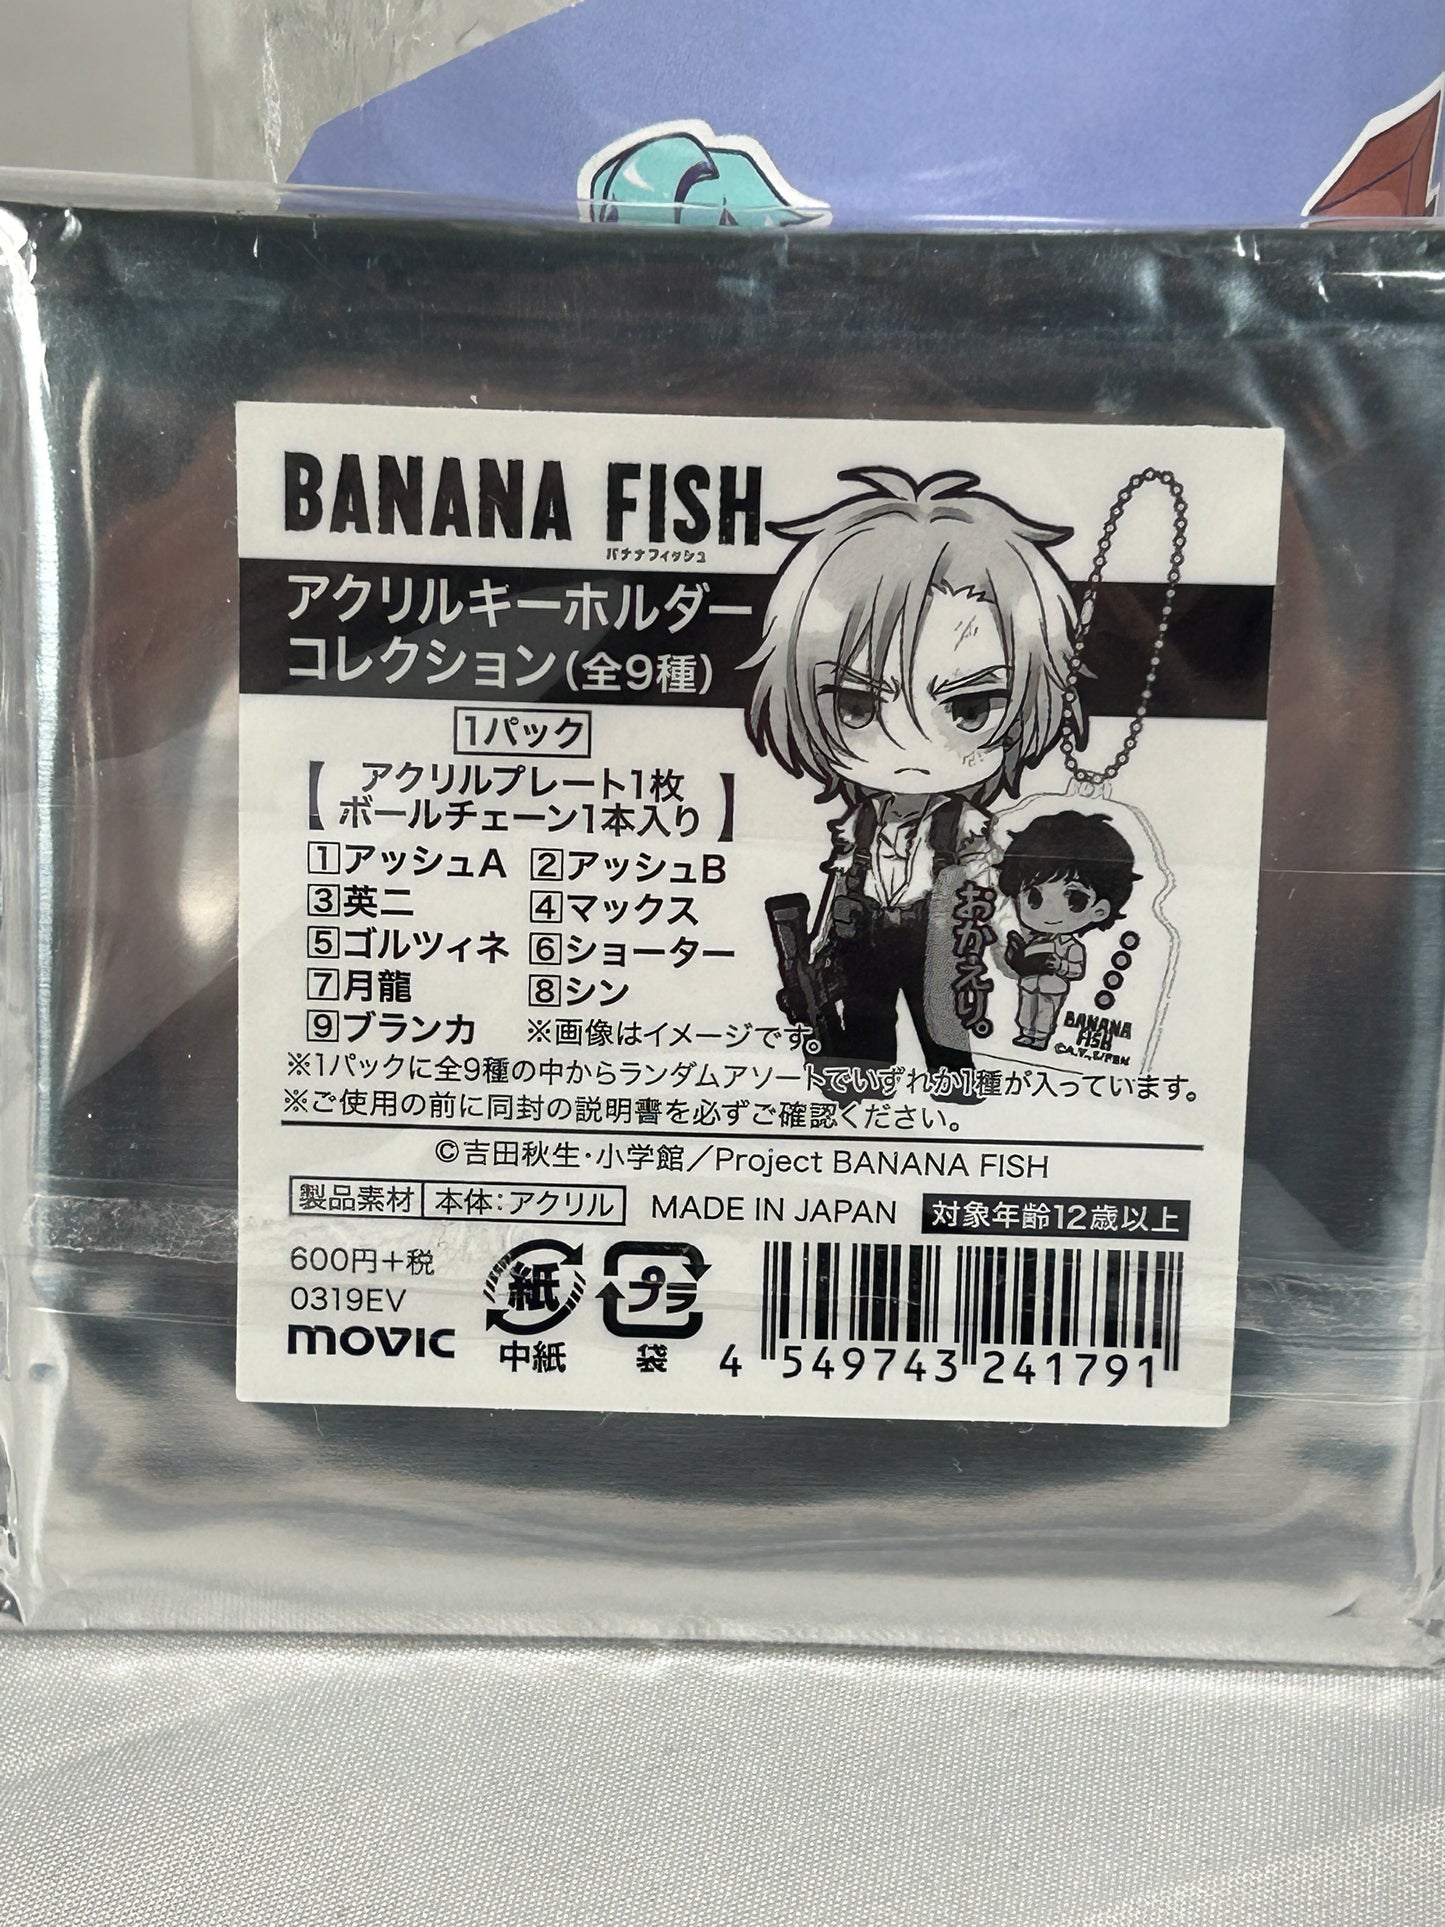 BANANA FISH
バナナフィッシュ
アクリルキーホルダー
コレクション(全9種)
1パック
【アクリルプレート1枚
ボールチェーン1本入り】
1アッシュA 2アッシュB
3英二 4マックス
5ゴルツィネ 6ショーター
7月龍 8シン
9ブランカ ※画像はイメージです。
おかえり。
BANANA
FISH
※1パックに全9種の中からランダムアソートでいずれか1種が入っています。
※ご使用の前に同封の説明書を必ずご確認ください。
©吉田秋生・小学館／Project BANANA FISH
製品素材 本体:アクリル MADE IN JAPAN 対象年齢12歳以上
600円+税
0319EV
movic
紙
中紙
プラ
袋
4 549743 241791